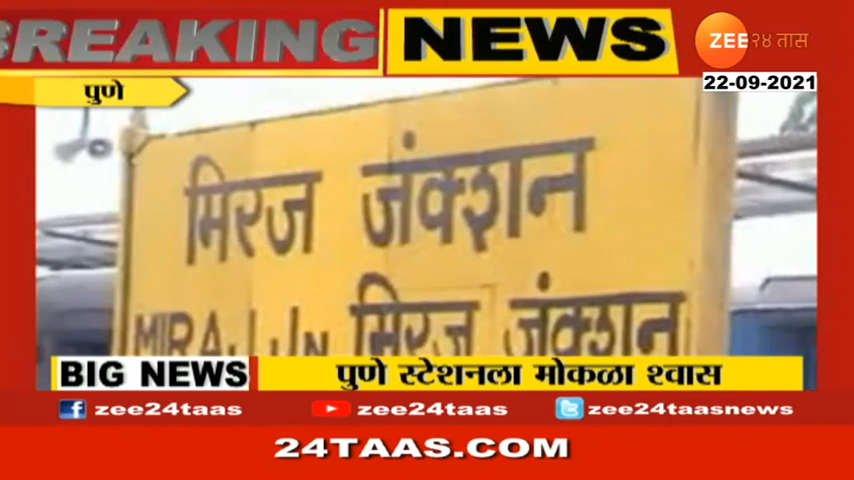 BREAKING NEWS
ZEE २४ तास
22-09-2021
पुणे
मिरज जंक्शन
MIRAJ Jn मिरज जंक्शन
BIG NEWS पुणे स्टेशनला मोकळा श्वास
zee24taas zee24taas zee24taasnews
24TAAS.COM